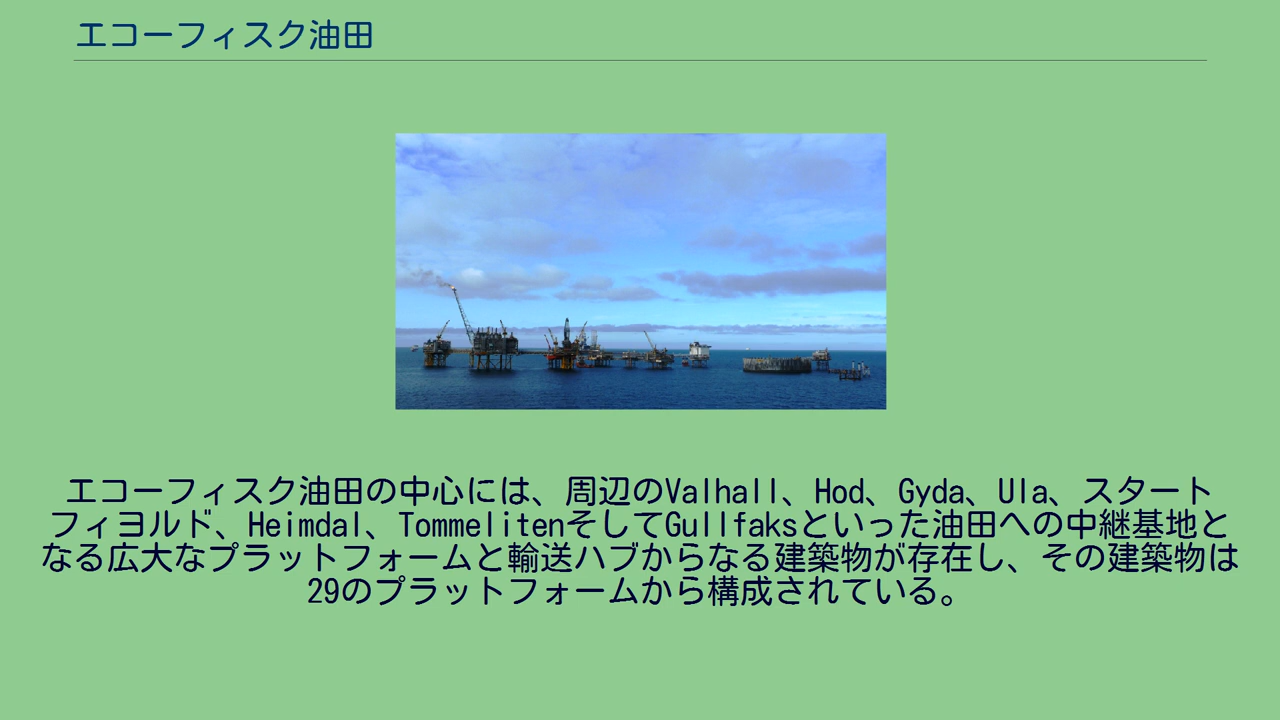 エコーフィスク油田
エコーフィスク油田の中心には、周辺のValhall、Hod、Gyda、Ula、スタート
フィヨルド、Heimdal、TommelitenそしてGullfaksといった油田への中継基地と
なる広大なプラットフォームと輸送ハブからなる建築物が存在し、その建築物は
29のプラットフォームから構成されている。